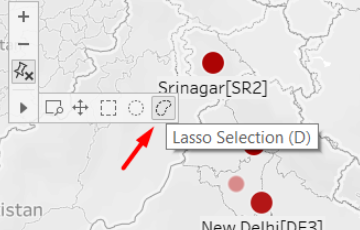 Srinagar[SR2]
Lasso Selection (D)
istan
New Delhi[DE3]